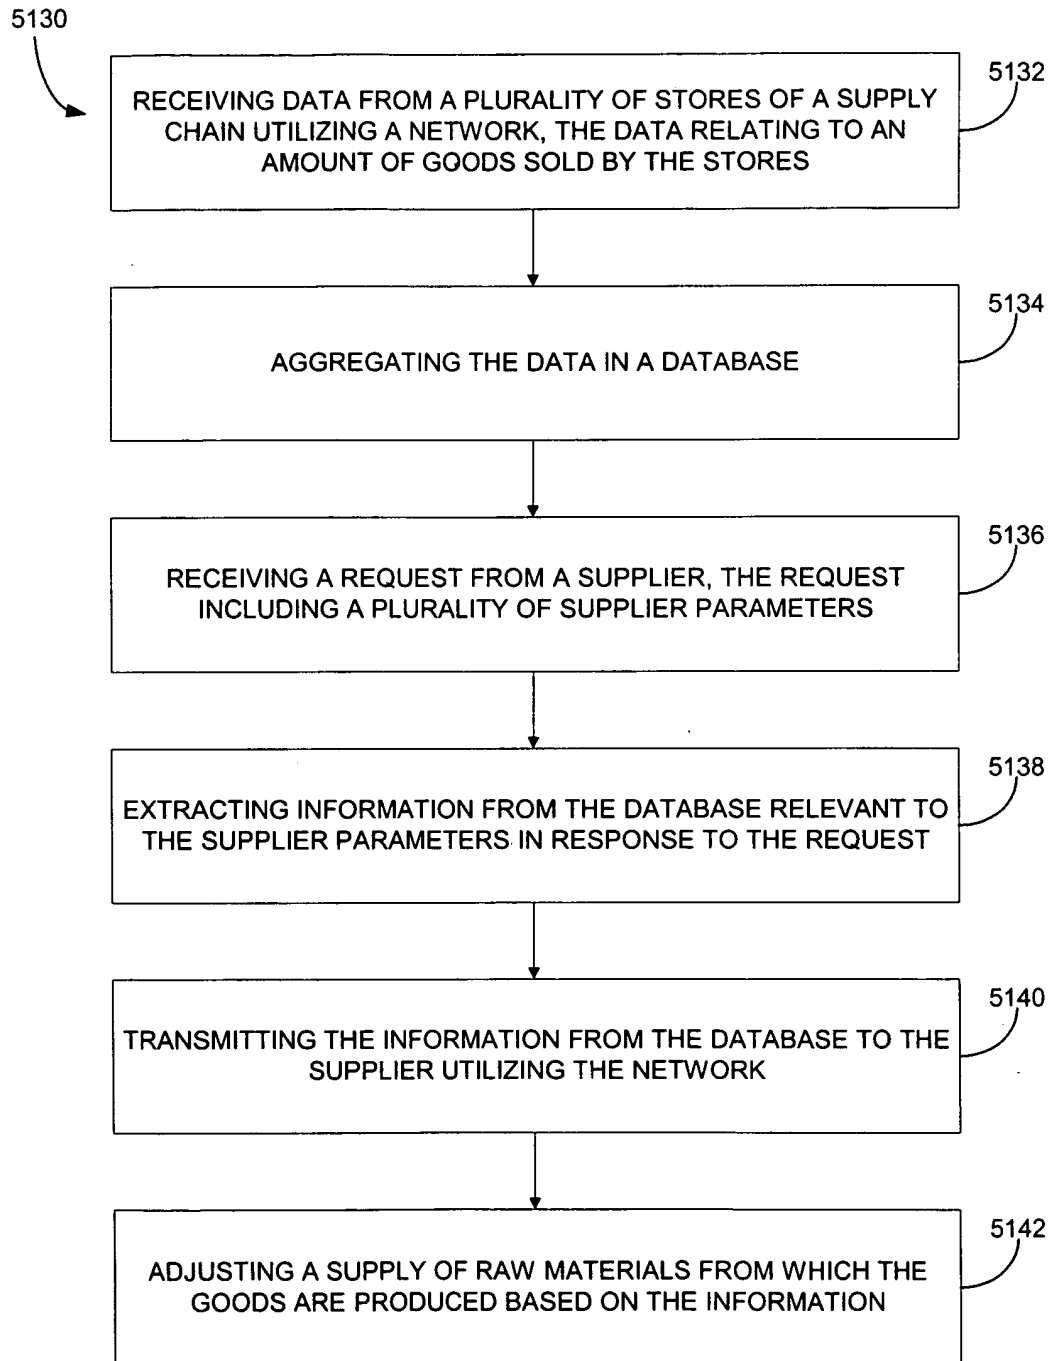 5130
5132
RECEIVING DATA FROM A PLURALITY OF STORES OF A SUPPLY
CHAIN UTILIZING A NETWORK, THE DATA RELATING TO AN
AMOUNT OF GOODS SOLD BY THE STORES
5134
AGGREGATING THE DATA IN A DATABASE
5136
RECEIVING A REQUEST FROM A SUPPLIER, THE REQUEST
INCLUDING A PLURALITY OF SUPPLIER PARAMETERS
5138
EXTRACTING INFORMATION FROM THE DATABASE RELEVANT TO
THE SUPPLIER PARAMETERS IN RESPONSE TO THE REQUEST
5140
TRANSMITTING THE INFORMATION FROM THE DATABASE TO THE
SUPPLIER UTILIZING THE NETWORK
5142
ADJUSTING A SUPPLY OF RAW MATERIALS FROM WHICH THE
GOODS ARE PRODUCED BASED ON THE INFORMATION